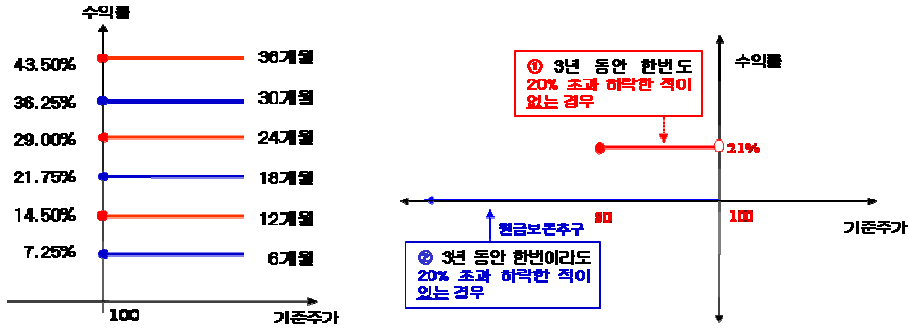 수익률
43.50% 36개월
36.25% 30개월
29.00% 24개월
21.75% 18개월
14.50% 12개월
7.25% 6개월
100
기준주가
수익률
① 3년 동안 한번도
20% 초과 하락한 적이
없는 경우
21%
80
100
기준주가
원금보존추구
② 3년 동안 한번이라도
20% 초과 하락한 적이
있는 경우